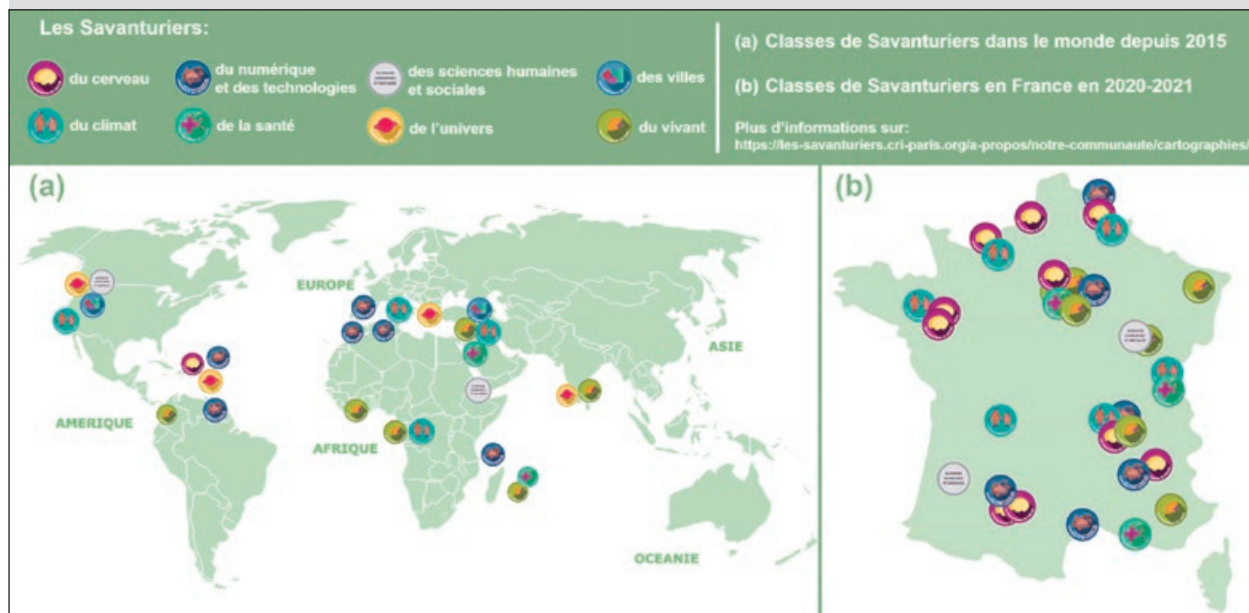 Les Savanturiers:
du cerveau
du numérique
et des technologies
des sciences humaines
et sociales
des villes
du climat
de la santé
de l'univers
du vivant
(a) Classes de Savanturiers dans le monde depuis 2015
(b) Classes de Savanturiers en France en 2020-2021
Plus d'informations sur:
https://les-savanturiers.cri-paris.org/a-propos/notre-communaute/cartographies/
(a)
EUROPE
ASIE
AMERIQUE
AFRIQUE
OCEANIE
(b)